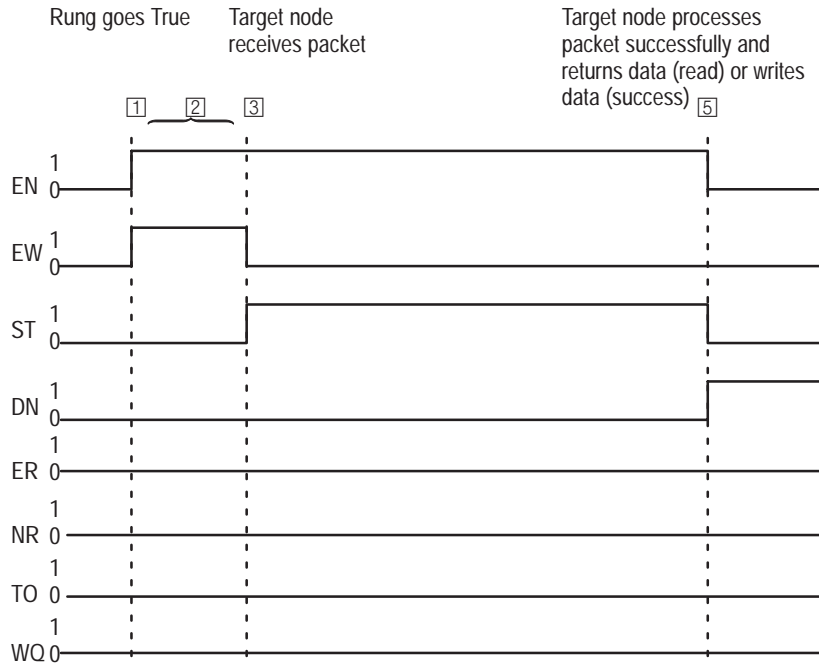 Rung goes True
Target node
receives packet
Target node processes
packet successfully and
returns data (read) or writes
data (success)
1
2
3
5
1
EN 0
1
EW 0
1
ST 0
1
DN 0
1
ER 0
1
NR 0
1
TO 0
1
WQ 0